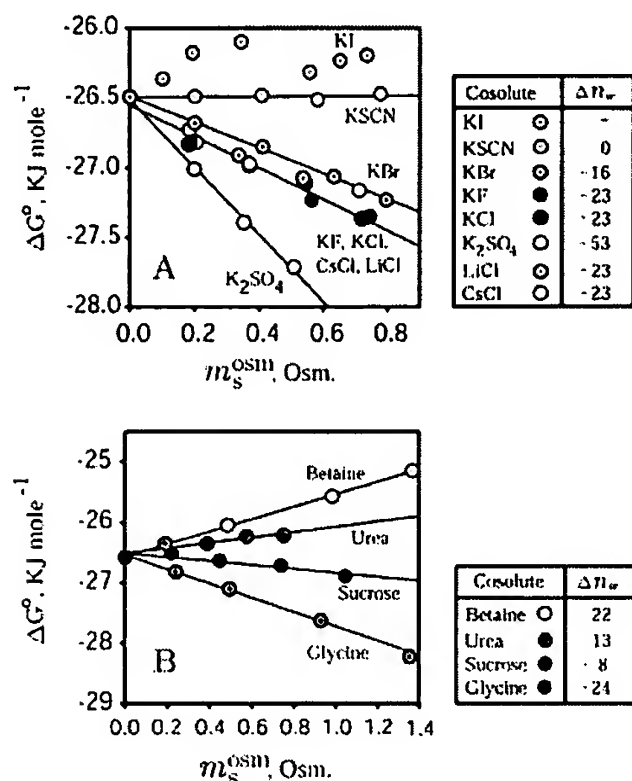 -26.0
-26.5
-27.0
-27.5
-28.0
ΔG°, KJ mole⁻¹
KI
KSCN
KBr
KF, KCl,
CsCl, LiCl
K₂SO₄
A
0.0 0.2 0.4 0.6 0.8
mₛᵒˢᵐ, Osm.
Cosolute Δn_w
KI -
KSCN 0
KBr -16
KF -23
KCl -23
K₂SO₄ -53
LiCl -23
CsCl -23
-25
-26
-27
-28
-29
ΔG°, KJ mole⁻¹
Betaine
Urea
Sucrose
Glycine
B
0.0 0.2 0.4 0.6 0.8 1.0 1.2 1.4
mₛᵒˢᵐ, Osm.
Cosolute Δn_w
Betaine 22
Urea 13
Sucrose -8
Glycine -24